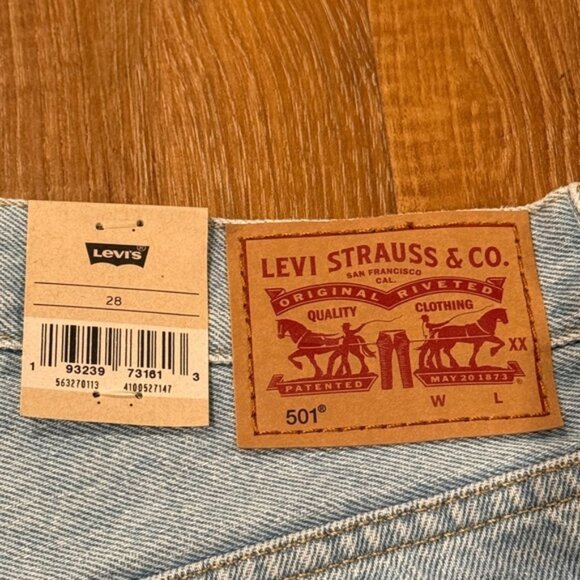 LEVI'S®
28
1 93239 73161 3
563270113 4100527147
LEVI STRAUSS & CO.
SAN FRANCISCO
CAL.
ORIGINAL RIVETED
QUALITY CLOTHING
XX
PATENTED MAY 20 1873
W L
501®